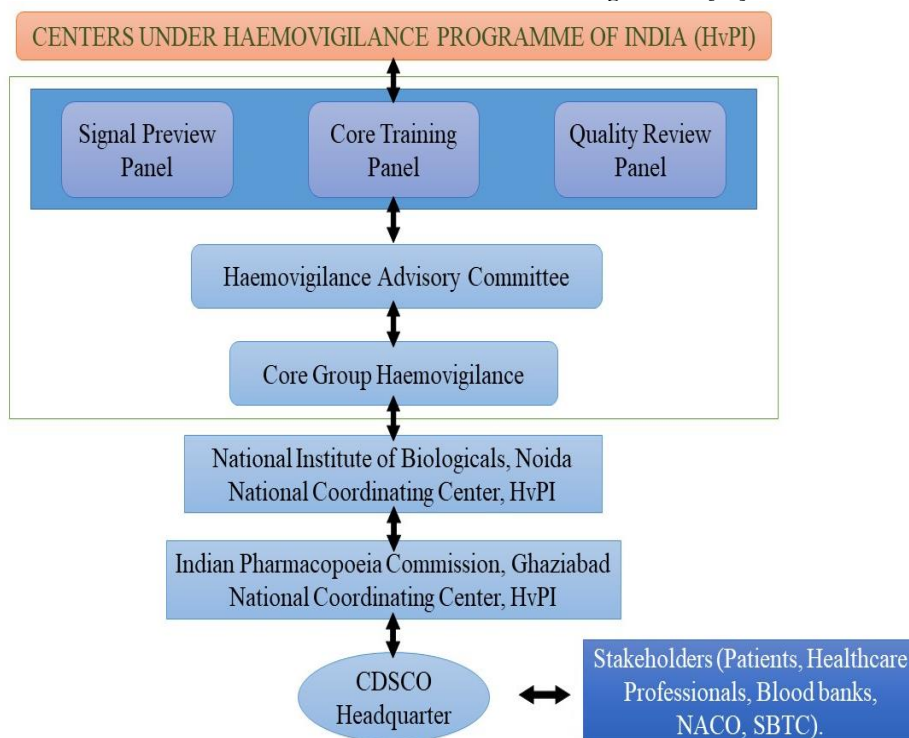 CENTERS UNDER HAEMOVIGILANCE PROGRAMME OF INDIA (HvPI)
Signal Preview
Panel
Core Training
Panel
Quality Review
Panel
Haemovigilance Advisory Committee
Core Group Haemovigilance
National Institute of Biologicals, Noida
National Coordinating Center, HvPI
Indian Pharmacopoeia Commission, Ghaziabad
National Coordinating Center, HvPI
CDSCO
Headquarter
Stakeholders (Patients, Healthcare
Professionals, Blood banks,
NACO, SBTC).